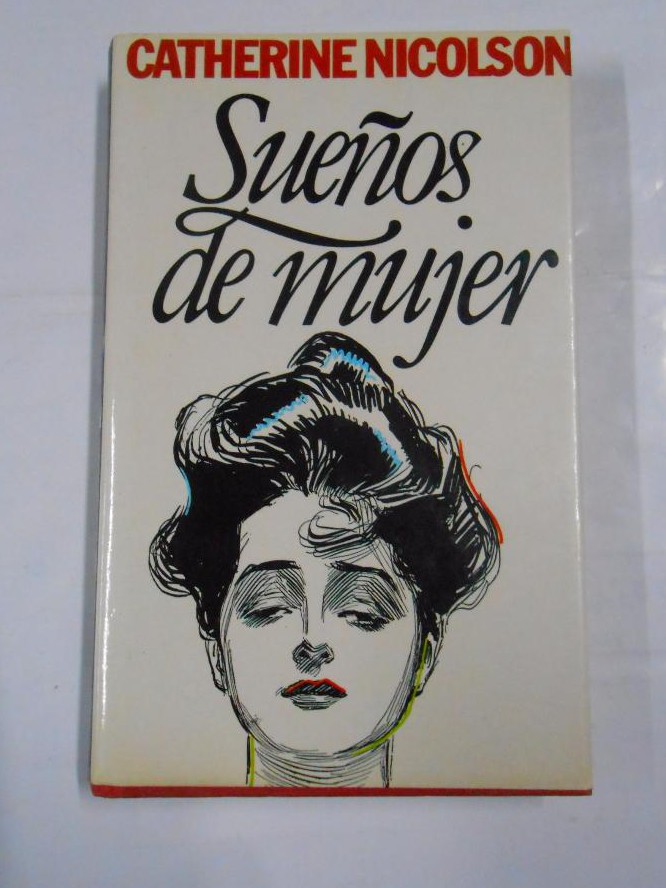 CATHERINE NICOLSON
Sueños
de mujer